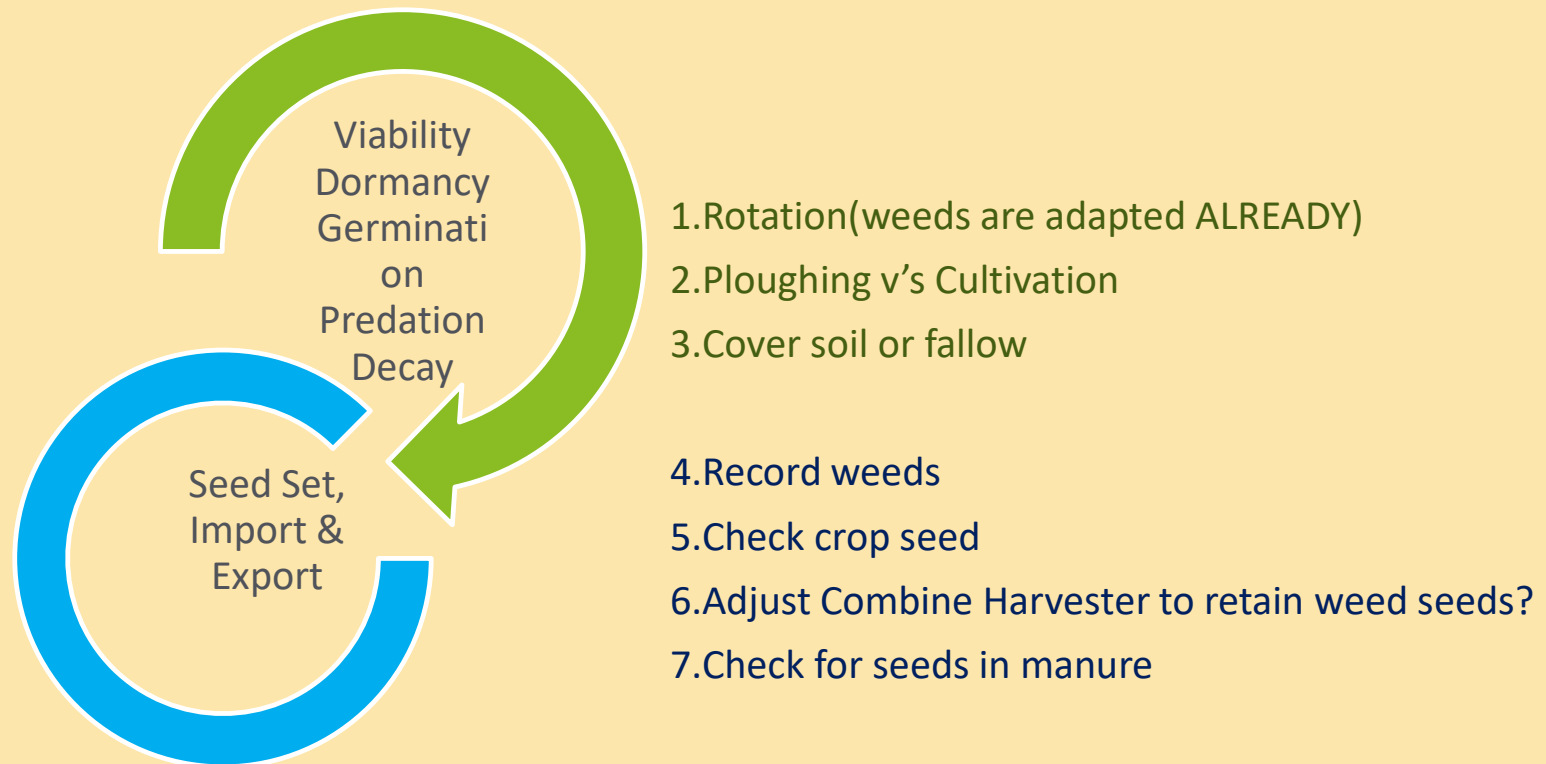 Viability
Dormancy
Germinati
on
Predation
Decay
1.Rotation(weeds are adapted ALREADY)
2.Ploughing v’s Cultivation
3.Cover soil or fallow
Seed Set,
Import &
Export
4.Record weeds
5.Check crop seed
6.Adjust Combine Harvester to retain weed seeds?
7.Check for seeds in manure